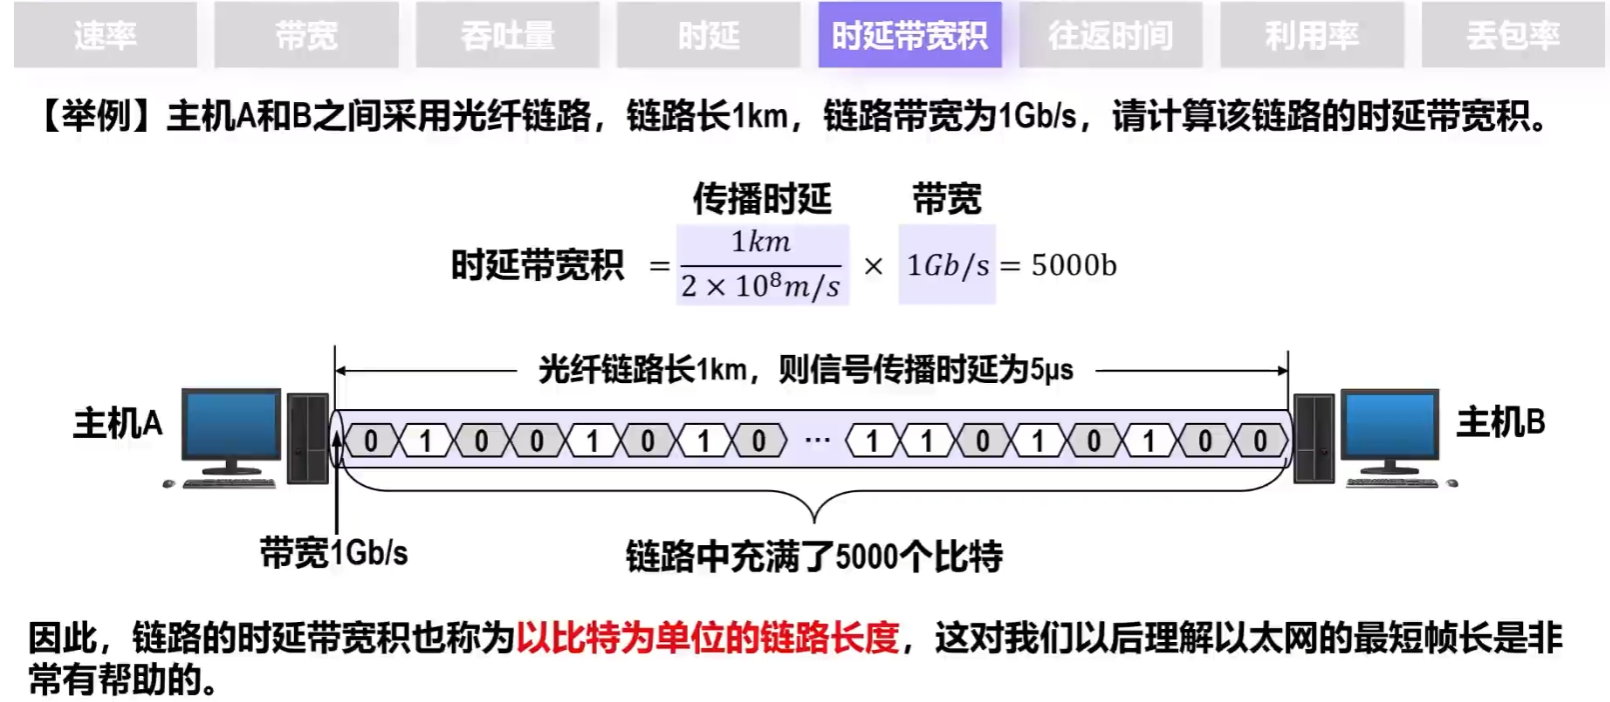 速率 带宽 吞吐量 时延 时延带宽积 往返时间 利用率 丢包率
【举例】主机A和B之间采用光纤链路，链路长1km，链路带宽为1Gb/s，请计算该链路的时延带宽积。
传播时延 带宽
时延带宽积 = 1km / 2 × 10⁸m/s × 1Gb/s = 5000b
光纤链路长1km，则信号传播时延为5μs
主机A 0 1 0 0 1 0 1 0 … 1 1 0 1 0 1 0 0 主机B
带宽1Gb/s
链路中充满了5000个比特
因此，链路的时延带宽积也称为以比特为单位的链路长度，这对我们以后理解以太网的最短帧长是非
常有帮助的。